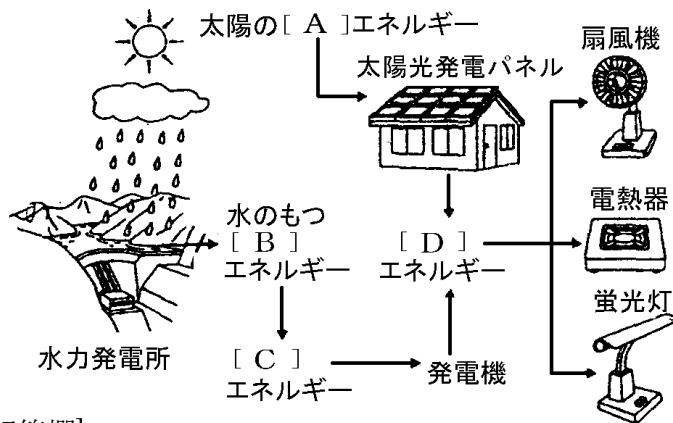 太陽の[ A ]エネルギー
太陽光発電パネル
扇風機
水のもつ
[ B ]
エネルギー
[ D ]
エネルギー
電熱器
水力発電所
[ C ]
エネルギー
発電機
蛍光灯